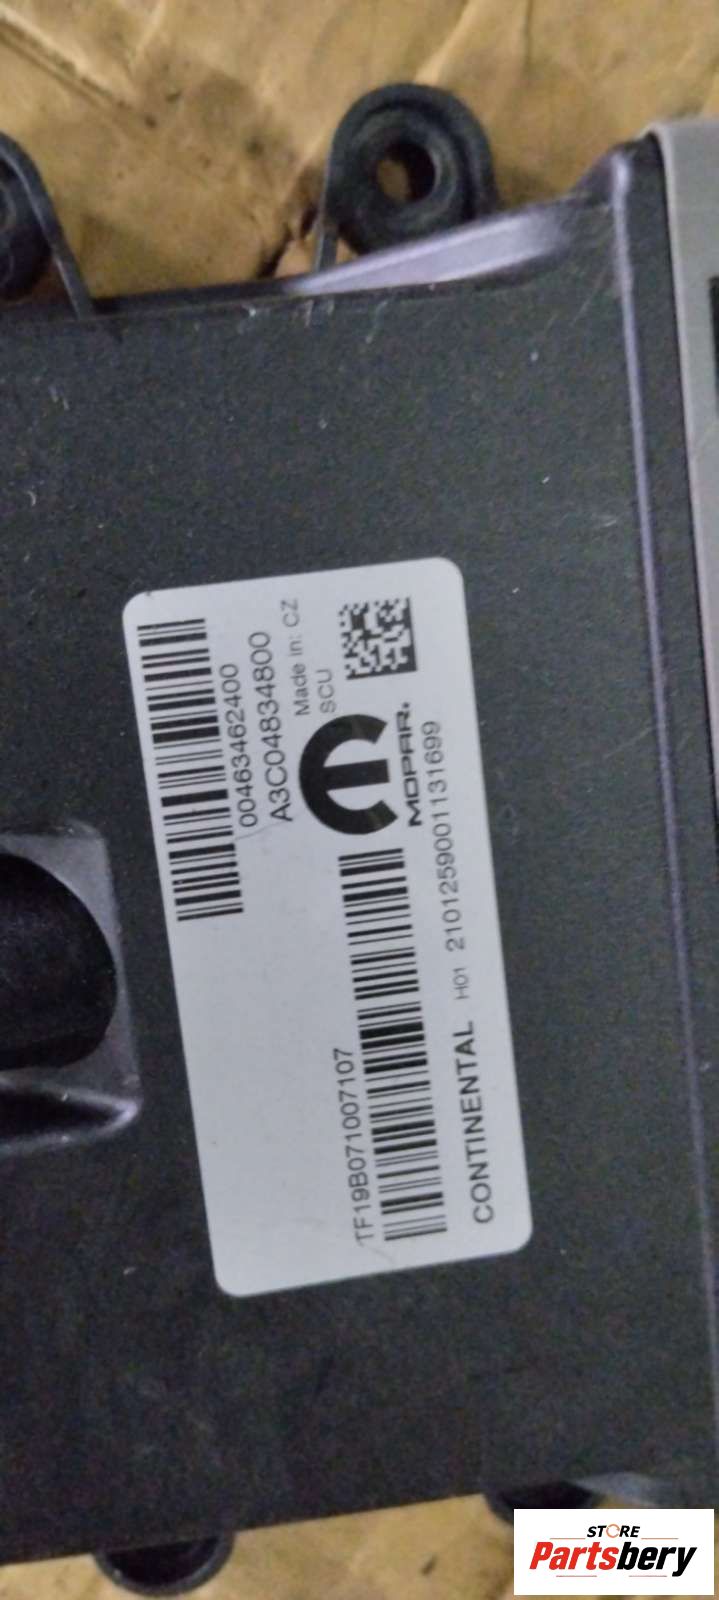 00463462400
A3C04834800
Made in: CZ
SCU
MOPAR®
TF19B071007107
CONTINENTAL H01 2101259001131699
STORE
Partsbery